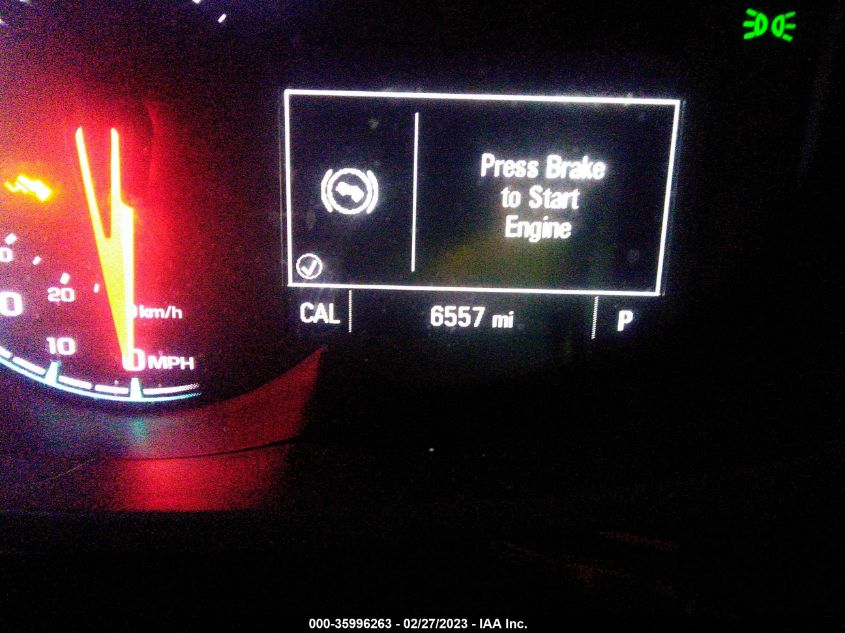 Press Brake
to Start
Engine
20
km/h
CAL
6557 mi
P
10
0 MPH
000-35996263 - 02/27/2023 - IAA Inc.